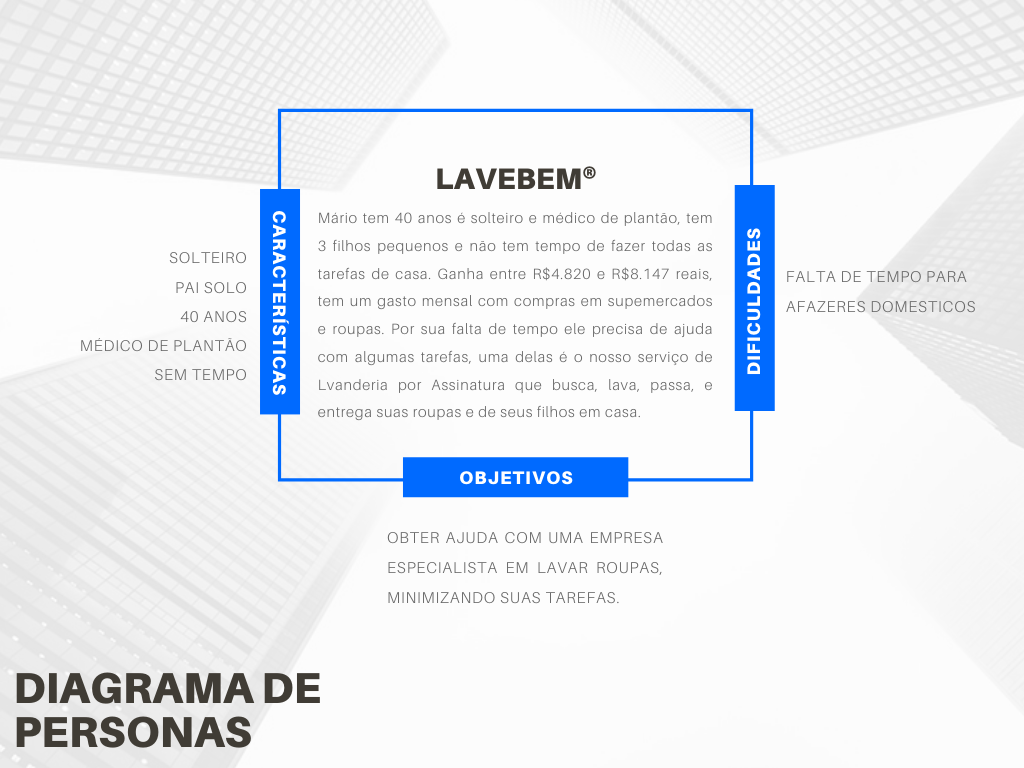 LAVEBEM®
Mário tem 40 anos é solteiro e médico de plantão, tem
3 filhos pequenos e não tem tempo de fazer todas as
tarefas de casa. Ganha entre R$4.820 e R$8.147 reais,
tem um gasto mensal com compras em supemercados
e roupas. Por sua falta de tempo ele precisa de ajuda
com algumas tarefas, uma delas é o nosso serviço de
Lvanderia por Assinatura que busca, lava, passa, e
entrega suas roupas e de seus filhos em casa.
CARACTERÍSTICAS
SOLTEIRO
PAI SOLO
40 ANOS
MÉDICO DE PLANTÃO
SEM TEMPO
DIFICULDADES
FALTA DE TEMPO PARA
AFAZERES DOMESTICOS
OBJETIVOS
OBTER AJUDA COM UMA EMPRESA
ESPECIALISTA EM LAVAR ROUPAS,
MINIMIZANDO SUAS TAREFAS.
DIAGRAMA DE
PERSONAS